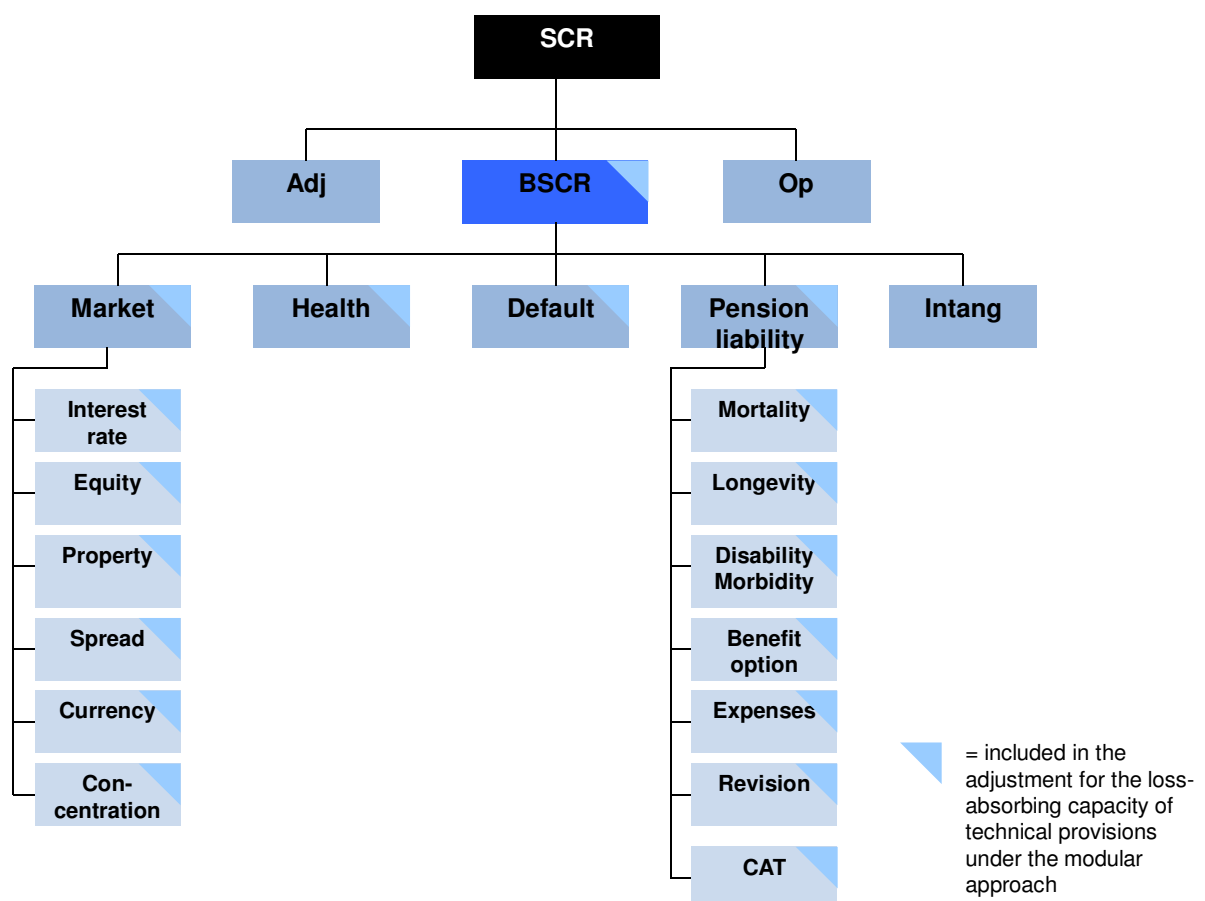 SCR
Adj
BSCR
Op
Market
Health
Default
Pension
liability
Intang
Interest
rate
Equity
Property
Spread
Currency
Con-
centration
Mortality
Longevity
Disability
Morbidity
Benefit
option
Expenses
Revision
CAT
= included in the
adjustment for the loss-
absorbing capacity of
technical provisions
under the modular
approach